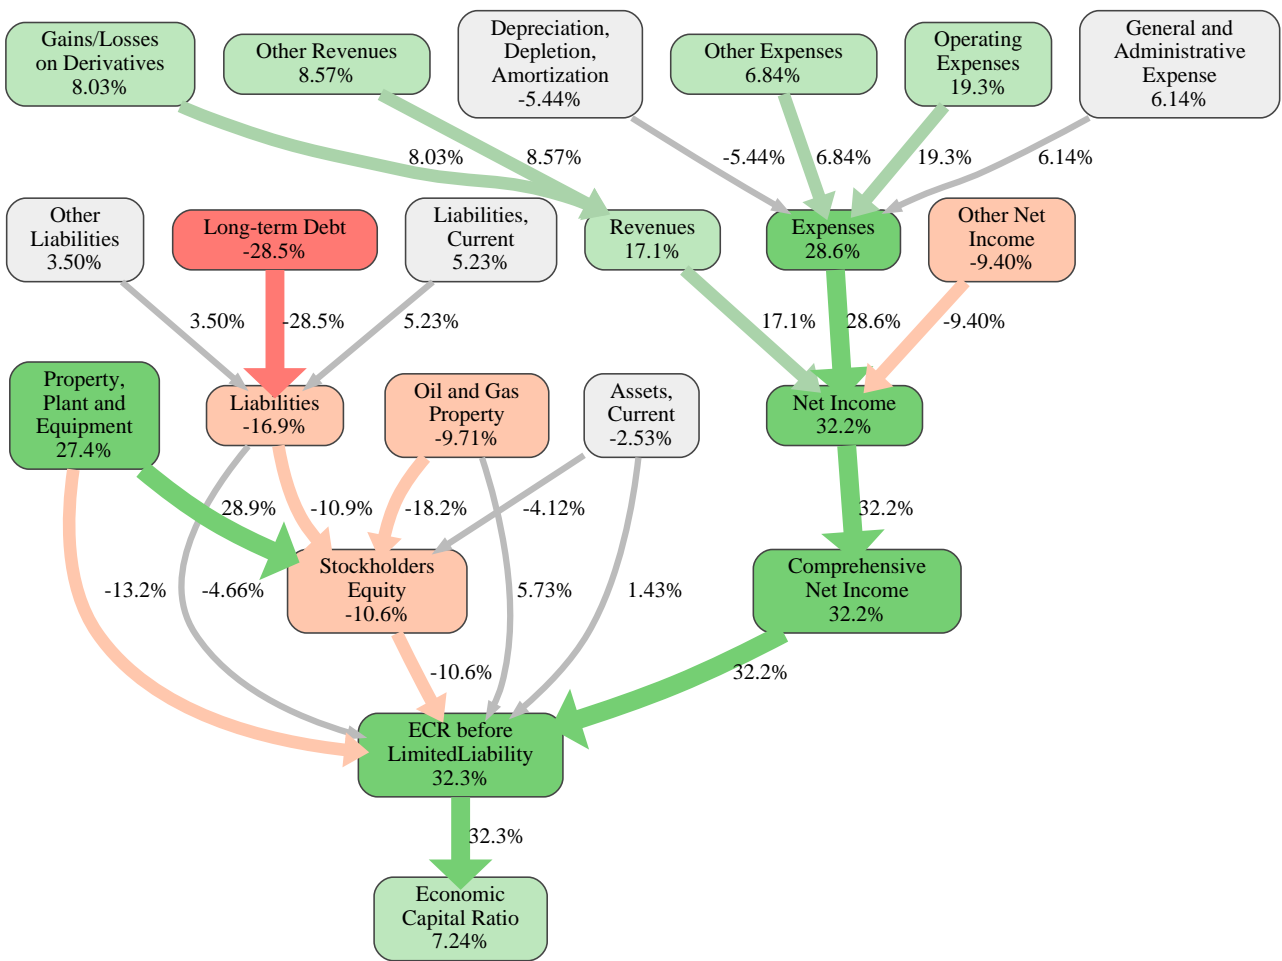 Gains/Losses
on Derivatives
8.03%
Other Revenues
8.57%
Depreciation,
Depletion,
Amortization
-5.44%
Other Expenses
6.84%
Operating
Expenses
19.3%
General and
Administrative
Expense
6.14%
8.03%
8.57%
-5.44%
6.84%
19.3%
6.14%
Other
Liabilities
3.50%
Long-term Debt
-28.5%
Liabilities,
Current
5.23%
Revenues
17.1%
Expenses
28.6%
Other Net
Income
-9.40%
3.50%
-28.5%
5.23%
17.1%
28.6%
-9.40%
Property,
Plant and
Equipment
27.4%
Liabilities
-16.9%
Oil and Gas
Property
-9.71%
Assets,
Current
-2.53%
Net Income
32.2%
28.9%
-10.9%
-18.2%
-4.12%
32.2%
-13.2%
-4.66%
Stockholders
Equity
-10.6%
5.73%
1.43%
Comprehensive
Net Income
32.2%
-10.6%
32.2%
ECR before
LimitedLiability
32.3%
32.3%
Economic
Capital Ratio
7.24%